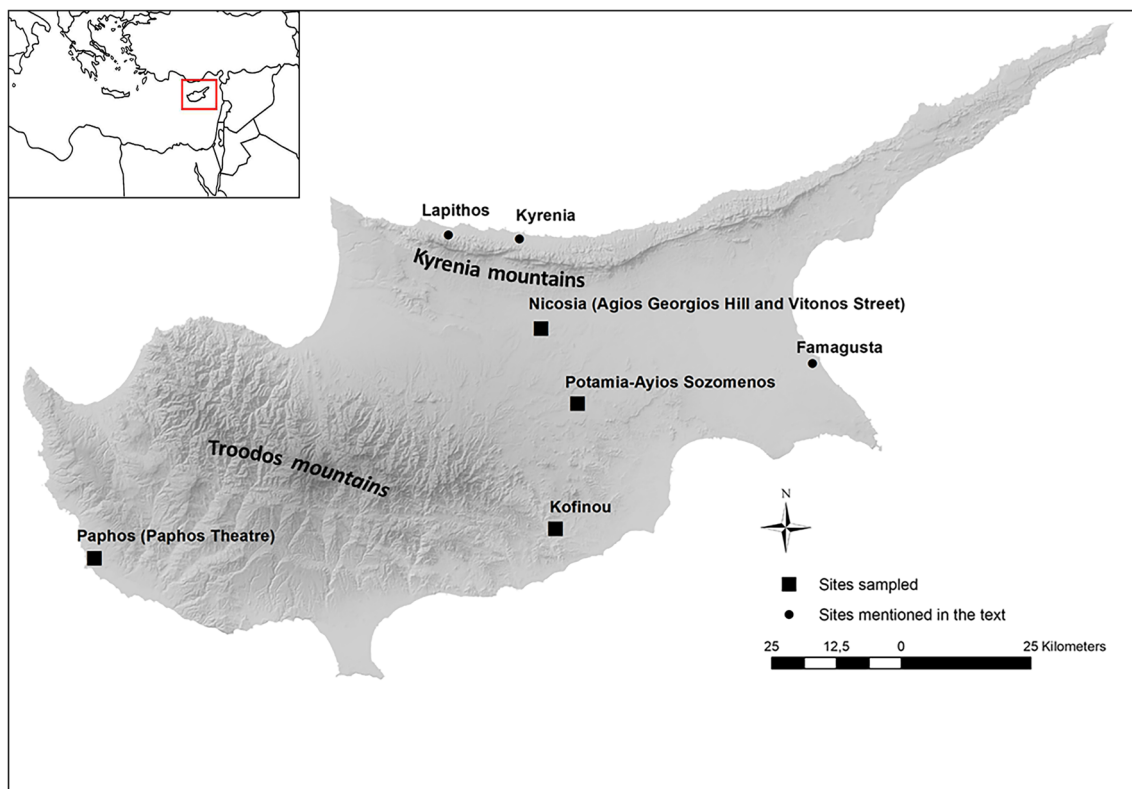 Lapithos
Kyrenia
Kyrenia mountains
Nicosia (Agios Georgios Hill and Vitonos Street)
Famagusta
Potamia-Ayios Sozomenos
Troodos mountains
Kofinou
Paphos (Paphos Theatre)
N
Sites sampled
Sites mentioned in the text
25 12,5 0 25 Kilometers